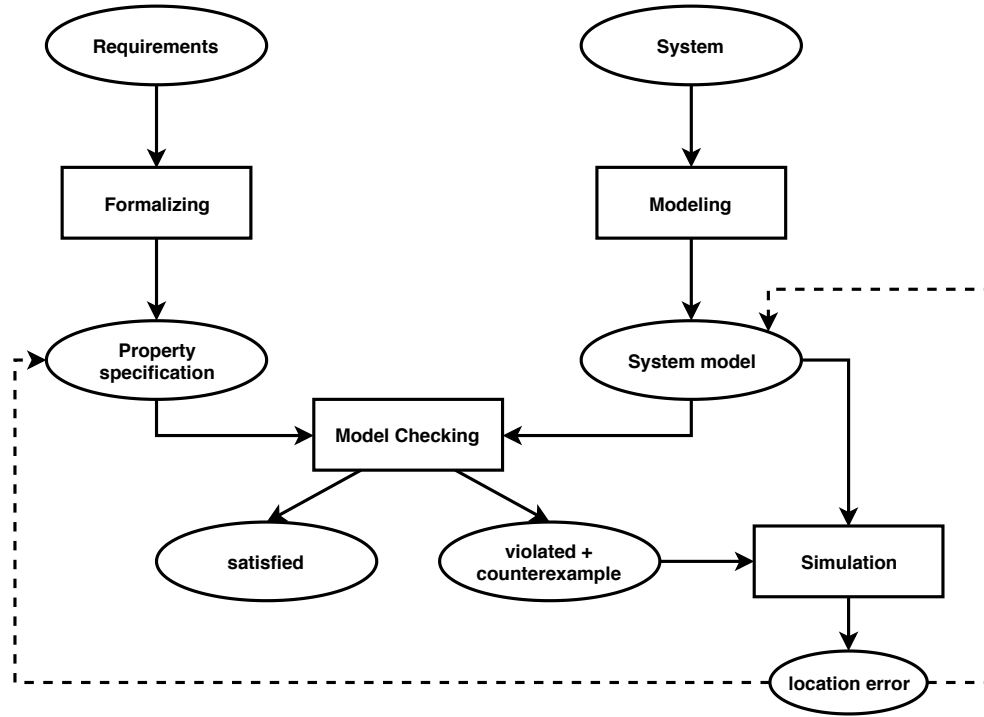 Requirements
System
Formalizing
Modeling
Property
specification
System model
Model Checking
satisfied
violated +
counterexample
Simulation
location error